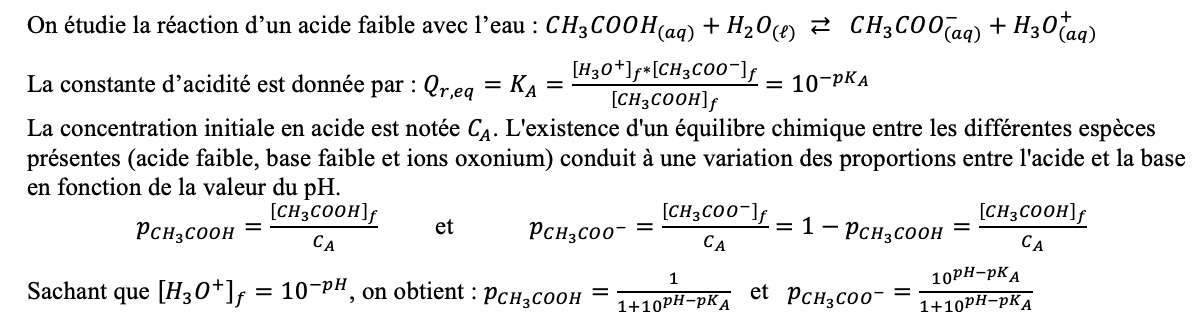 On étudie la réaction d’un acide faible avec l’eau : $CH_3COOH_{(aq)} + H_2O_{(\ell)} \rightleftarrows CH_3COO^-_{(aq)} + H_3O^+_{(aq)}$
La constante d’acidité est donnée par : $Q_{r,eq} = K_A = \frac{[H_3O^+]_f * [CH_3COO^-]_f}{[CH_3COOH]_f} = 10^{-pK_A}$
La concentration initiale en acide est notée $C_A$. L'existence d'un équilibre chimique entre les différentes espèces
présentes (acide faible, base faible et ions oxonium) conduit à une variation des proportions entre l'acide et la base
en fonction de la valeur du pH.
$p_{CH_3COOH} = \frac{[CH_3COOH]_f}{C_A}$ et $p_{CH_3COO^-} = \frac{[CH_3COO^-]_f}{C_A} = 1 - p_{CH_3COOH} = \frac{[CH_3COOH]_f}{C_A}$
Sachant que $[H_3O^+]_f = 10^{-pH}$, on obtient : $p_{CH_3COOH} = \frac{1}{1+10^{pH-pK_A}}$ et $p_{CH_3COO^-} = \frac{10^{pH-pK_A}}{1+10^{pH-pK_A}}$